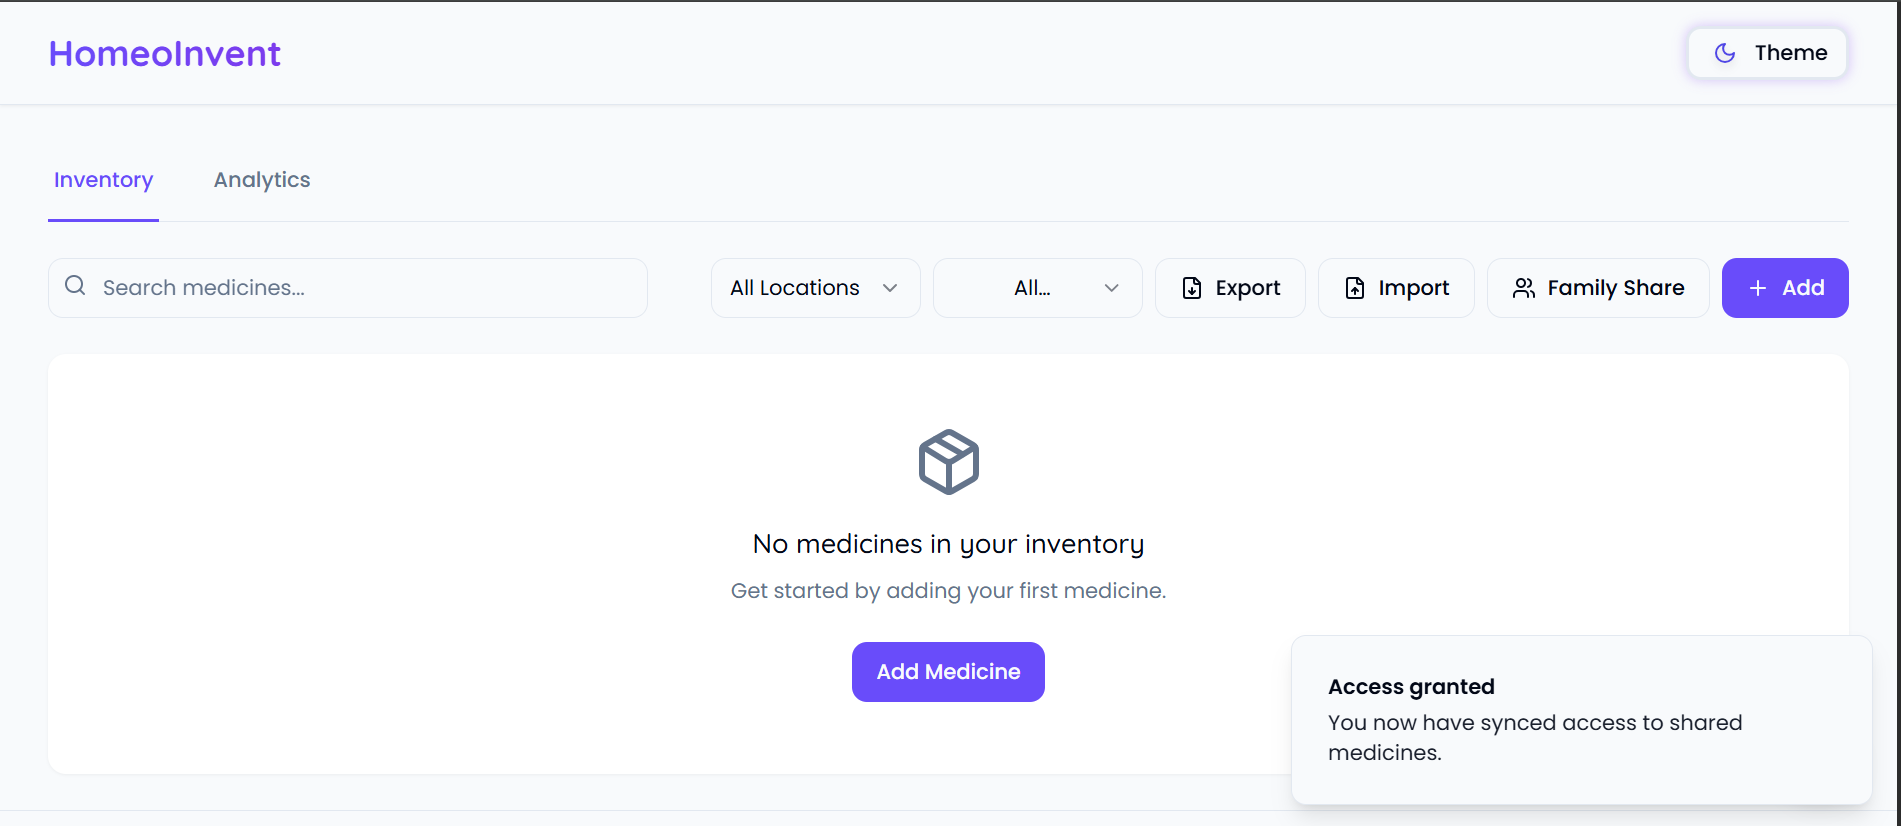 HomeoInvent
Theme
Inventory
Analytics
Search medicines...
All Locations
All...
Export
Import
Family Share
Add
No medicines in your inventory
Get started by adding your first medicine.
Add Medicine
Access granted
You now have synced access to shared
medicines.